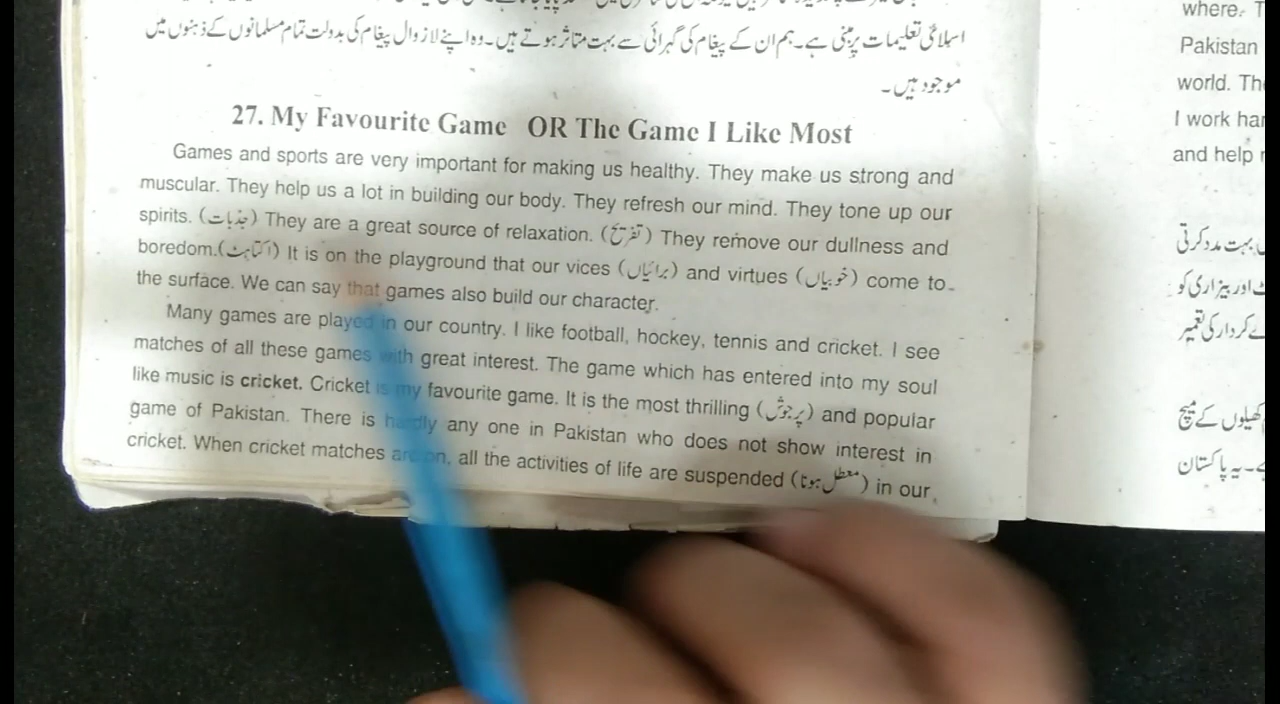 اسلامی تعلیمات پر مبنی ہے۔ ہم ان کے پیغام کی گہرائی سے بہت متاثر ہوتے ہیں۔ وہ اپنے لازوال پیغام کی بدولت تمام مسلمانوں کے ذہنوں میں
موجود ہیں۔
27. My Favourite Game OR The Game I Like Most
Games and sports are very important for making us healthy. They make us strong and
muscular. They help us a lot in building our body. They refresh our mind. They tone up our
spirits. (جذبات) They are a great source of relaxation. (تفریح) They remove our dullness and
boredom.(اکتاہٹ) It is on the playground that our vices (برائیاں) and virtues (خوبیاں) come to
the surface. We can say that games also build our character.
Many games are played in our country. I like football, hockey, tennis and cricket. I see
matches of all these games with great interest. The game which has entered into my soul
like music is cricket. Cricket is my favourite game. It is the most thrilling (پرجوش) and popular
game of Pakistan. There is hardly any one in Pakistan who does not show interest in
cricket. When cricket matches are on, all the activities of life are suspended (معطل ہونا) in our
where. T
Pakistan
world. The
I work har
and help
بہت مدد کرتی
اور بیزاری کو
کردار کی تعمیر
کھیلوں کے میچ
ہے۔ یہ پاکستان